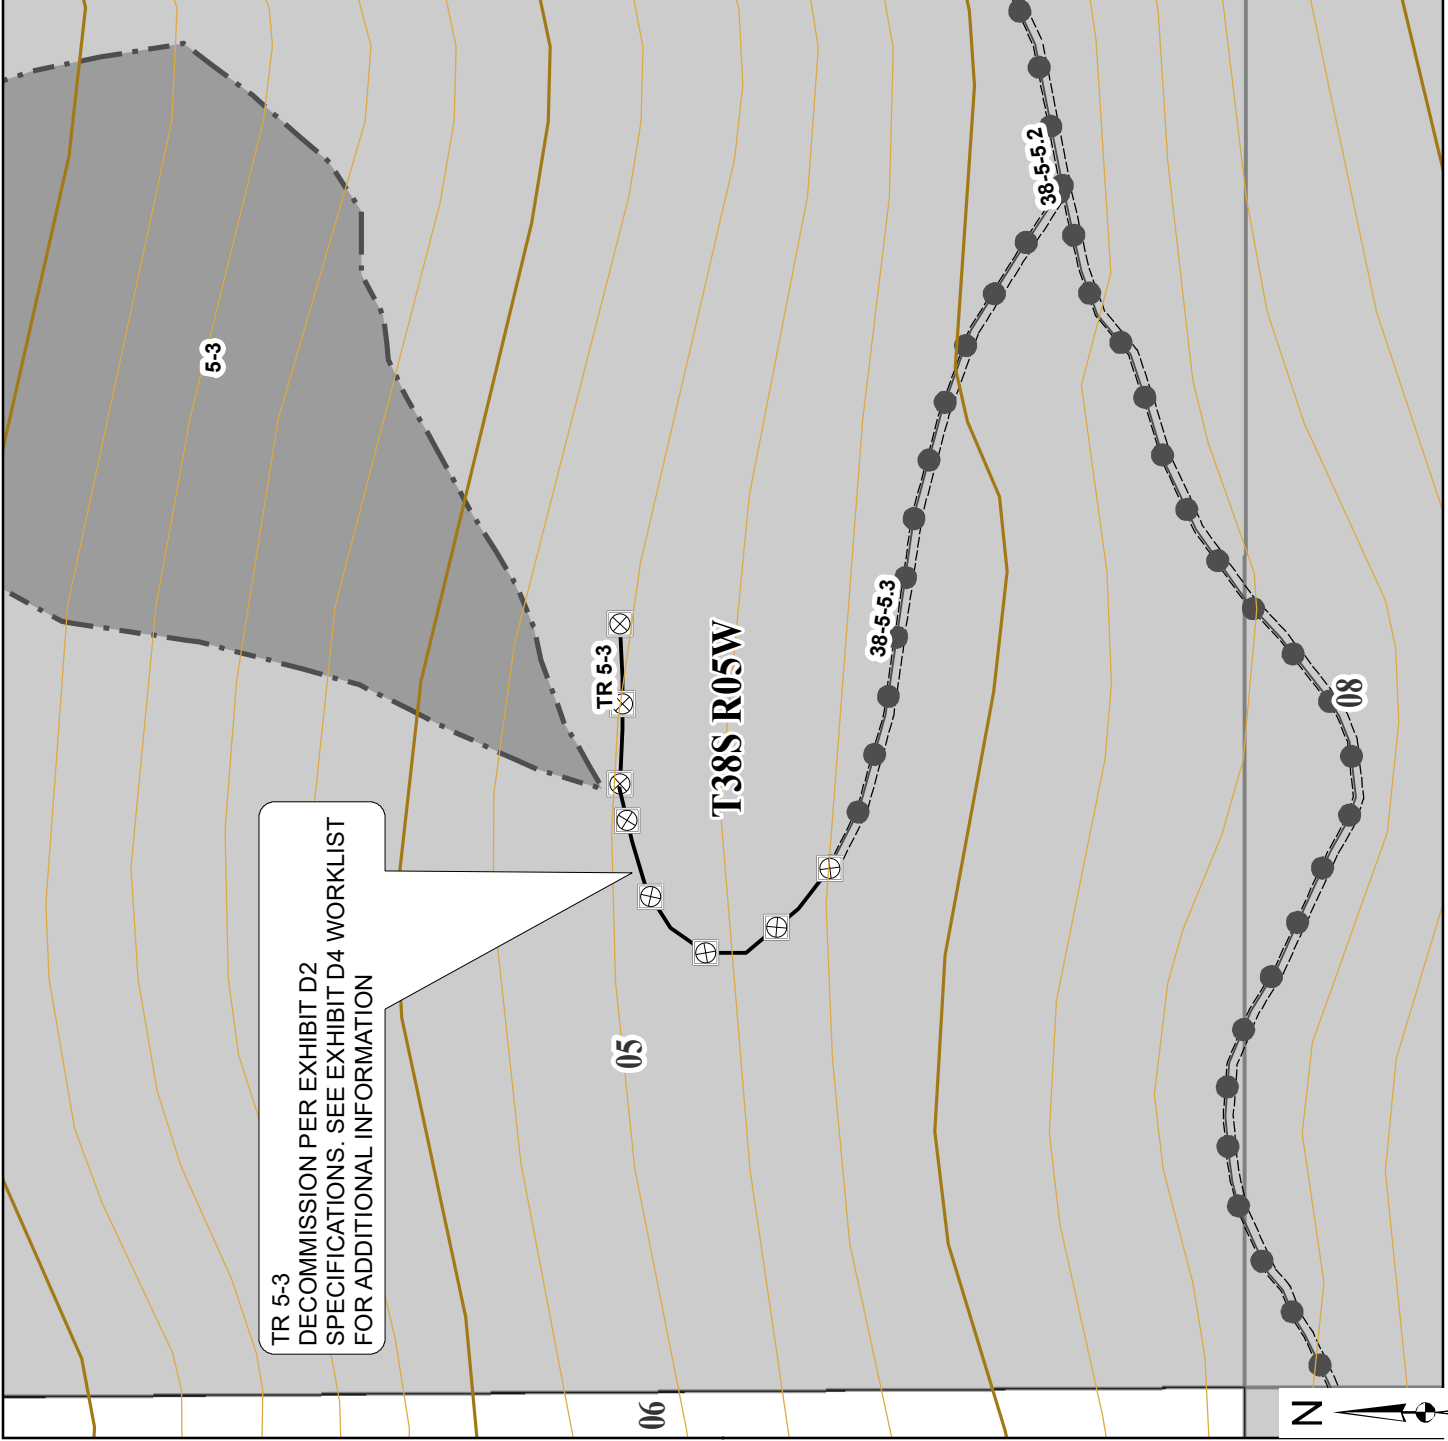 TR 5-3
DECOMMISSION PER EXHIBIT D2
SPECIFICATIONS. SEE EXHIBIT D4 WORKLIST
FOR ADDITIONAL INFORMATION
5-3
TR 5-3
T38S R05W
05
06
38-5-5.3
38-5-5.2
08
N